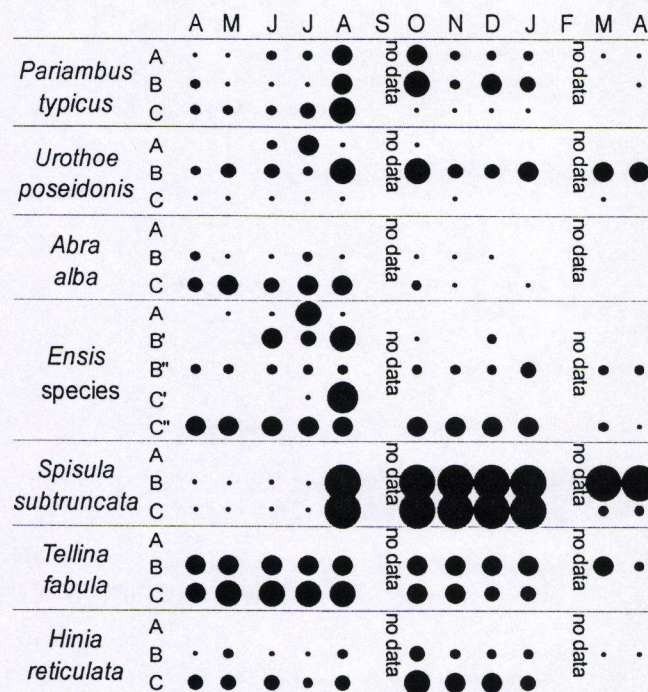 A M J J A S O N D J F M A
Pariambus
typicus
A
B
C
no data
no data
Urothoe
poseidonis
A
B
C
no data
no data
Abra
alba
A
B
C
no data
no data
Ensis
species
A
B'
B"
C'
C"
no data
no data
Spisula
subtruncata
A
B
C
no data
no data
Tellina
fabula
A
B
C
no data
no data
Hinia
reticulata
A
B
C
no data
no data